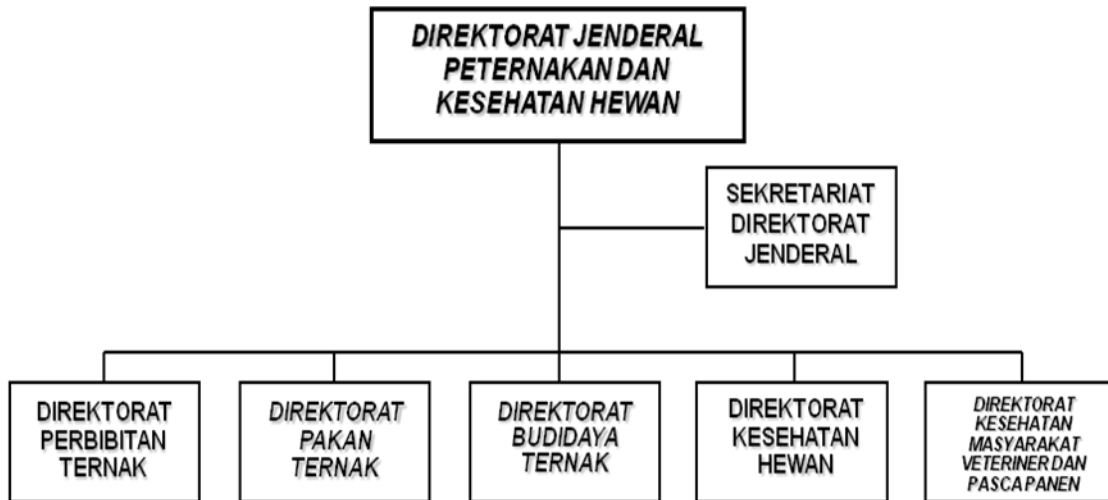 DIREKTORAT JENDERAL
PETERNAKAN DAN
KESEHATAN HEWAN
SEKRETARIAT
DIREKTORAT
JENDERAL
DIREKTORAT
PERBIBITAN
TERNAK
DIREKTORAT
PAKAN
TERNAK
DIREKTORAT
BUDIDAYA
TERNAK
DIREKTORAT
KESEHATAN
HEWAN
DIREKTORAT
KESEHATAN
MASYARAKAT
VETERINER DAN
PASCA PANEN